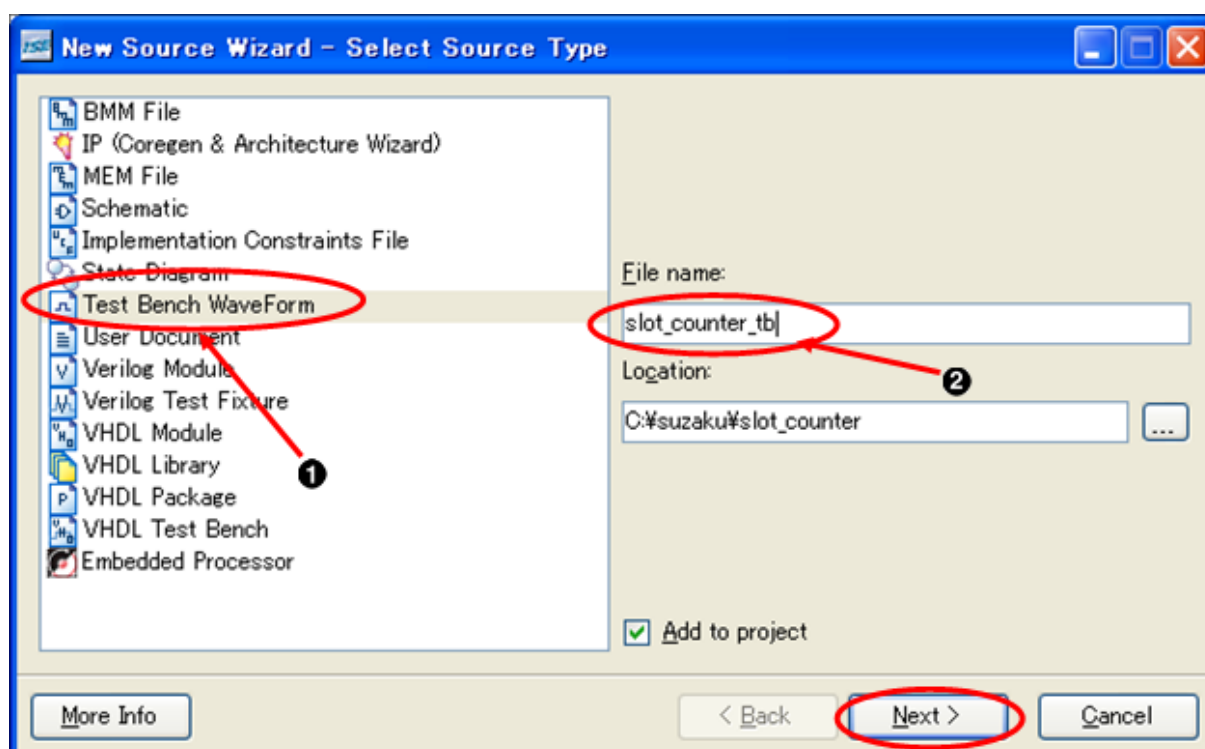 New Source Wizard - Select Source Type
BMM File
IP (Coregen & Architecture Wizard)
MEM File
Schematic
Implementation Constraints File
State Diagram
Test Bench WaveForm
User Document
Verilog Module
Verilog Test Fixture
VHDL Module
VHDL Library
VHDL Package
VHDL Test Bench
Embedded Processor
❶
File name:
slot_counter_tb
❷
Location:
C:¥suzaku¥slot_counter
...
Add to project
More Info
< Back
Next >
Cancel